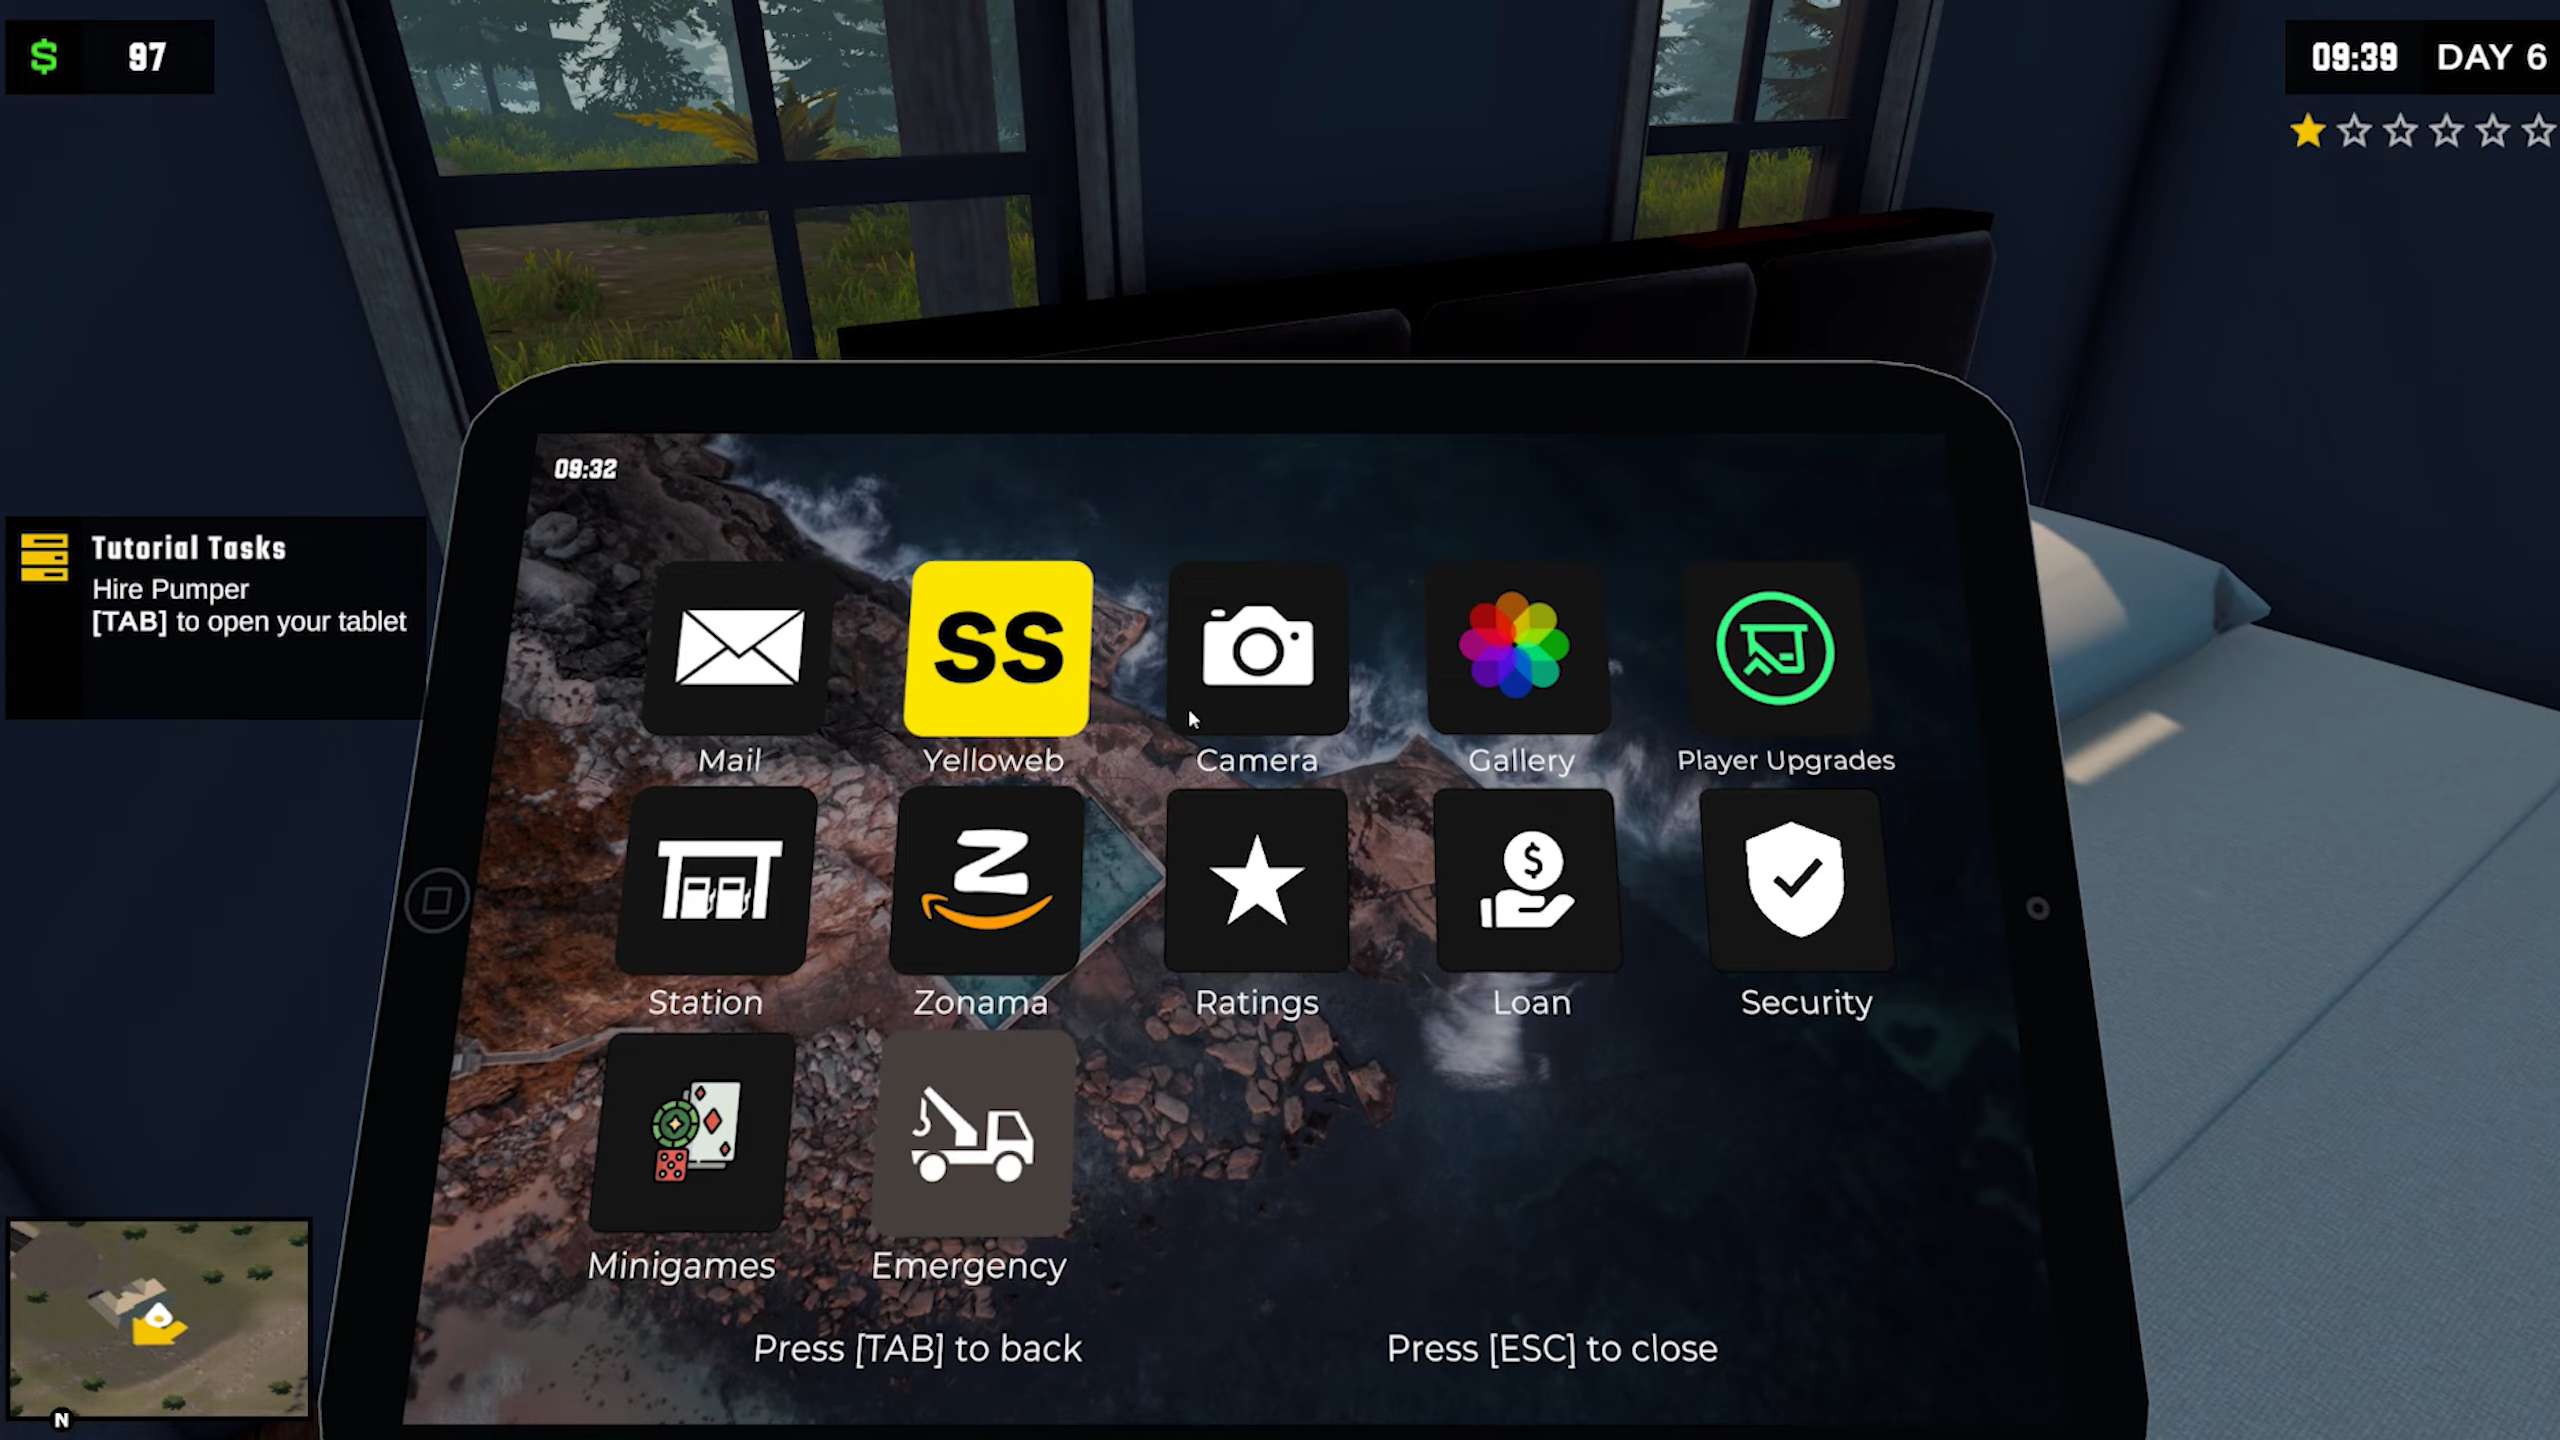 $ 97
09:39 DAY 6
09:32
Tutorial Tasks
Hire Pumper
[TAB] to open your tablet
SS
Mail
Yelloweb
Camera
Gallery
Player Upgrades
Z
$
Station
Zonama
Ratings
Loan
Security
Minigames
Emergency
Press [TAB] to back
Press [ESC] to close
N